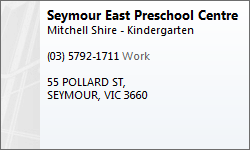 Seymour East Preschool Centre
Mitchell Shire - Kindergarten
(03) 5792-1711 Work
55 POLLARD ST,
SEYMOUR, VIC 3660